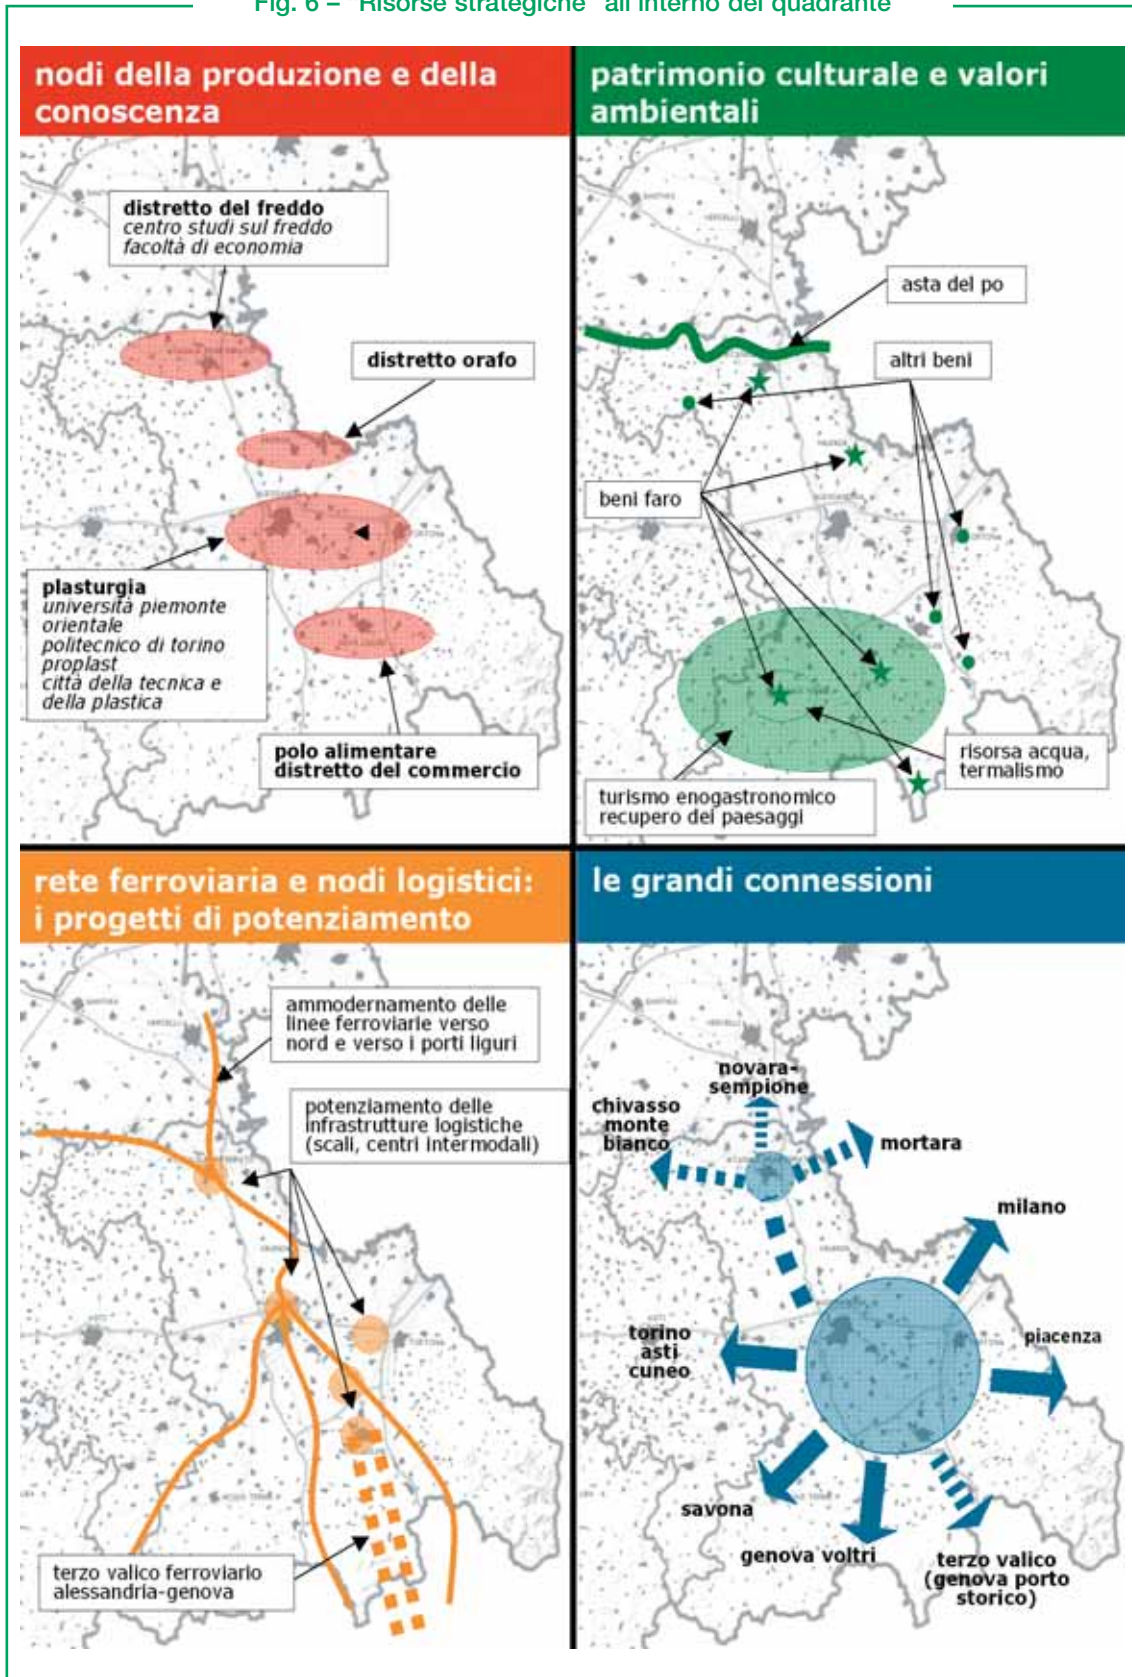 Fig. 6 – "Risorse strategiche" all'interno del quadrante
nodi della produzione e della
conoscenza
distretto del freddo
centro studi sul freddo
facoltà di economia
distretto orafo
plasturgia
università piemonte
orientale
politecnico di torino
proplast
città della tecnica e
della plastica
polo alimentare
distretto del commercio
patrimonio culturale e valori
ambientali
asta del po
altri beni
beni faro
risorsa acqua,
termalismo
turismo enogastronomico
recupero dei paesaggi
rete ferroviaria e nodi logistici:
i progetti di potenziamento
ammodernamento delle
linee ferroviarie verso
nord e verso i porti liguri
potenziamento delle
infrastrutture logistiche
(scali, centri intermodali)
terzo valico ferroviario
alessandria-genova
le grandi connessioni
novara-
sempione
chivasso
monte
bianco
mortara
milano
torino
asti
cuneo
piacenza
savona
genova voltri
terzo valico
(genova porto
storico)